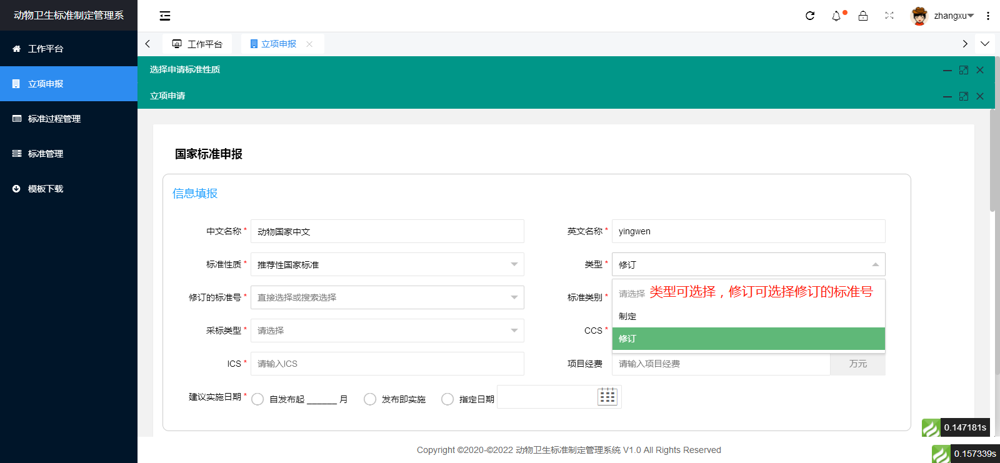 动物卫生标准制定管理系
zhangxu
工作平台
立项申报
标准过程管理
标准管理
模板下载
工作平台
立项申报
选择申请标准性质
立项申请
国家标准申报
信息填报
中文名称 * 动物国家中文
英文名称 * yingwen
标准性质 * 推荐性国家标准
类型 * 修订
修订的标准号 * 直接选择或搜索选择
标准类别 *
请选择 类型可选择，修订可选择修订的标准号
制定
修订
采标类型 * 请选择
CCS *
ICS * 请输入ICS
项目经费 请输入项目经费 万元
建议实施日期 * 自发布起 ______ 月 发布即实施 指定日期
0.147181s
Copyright ©2020-©2022 动物卫生标准制定管理系统 V1.0 All Rights Reserved
0.157339s